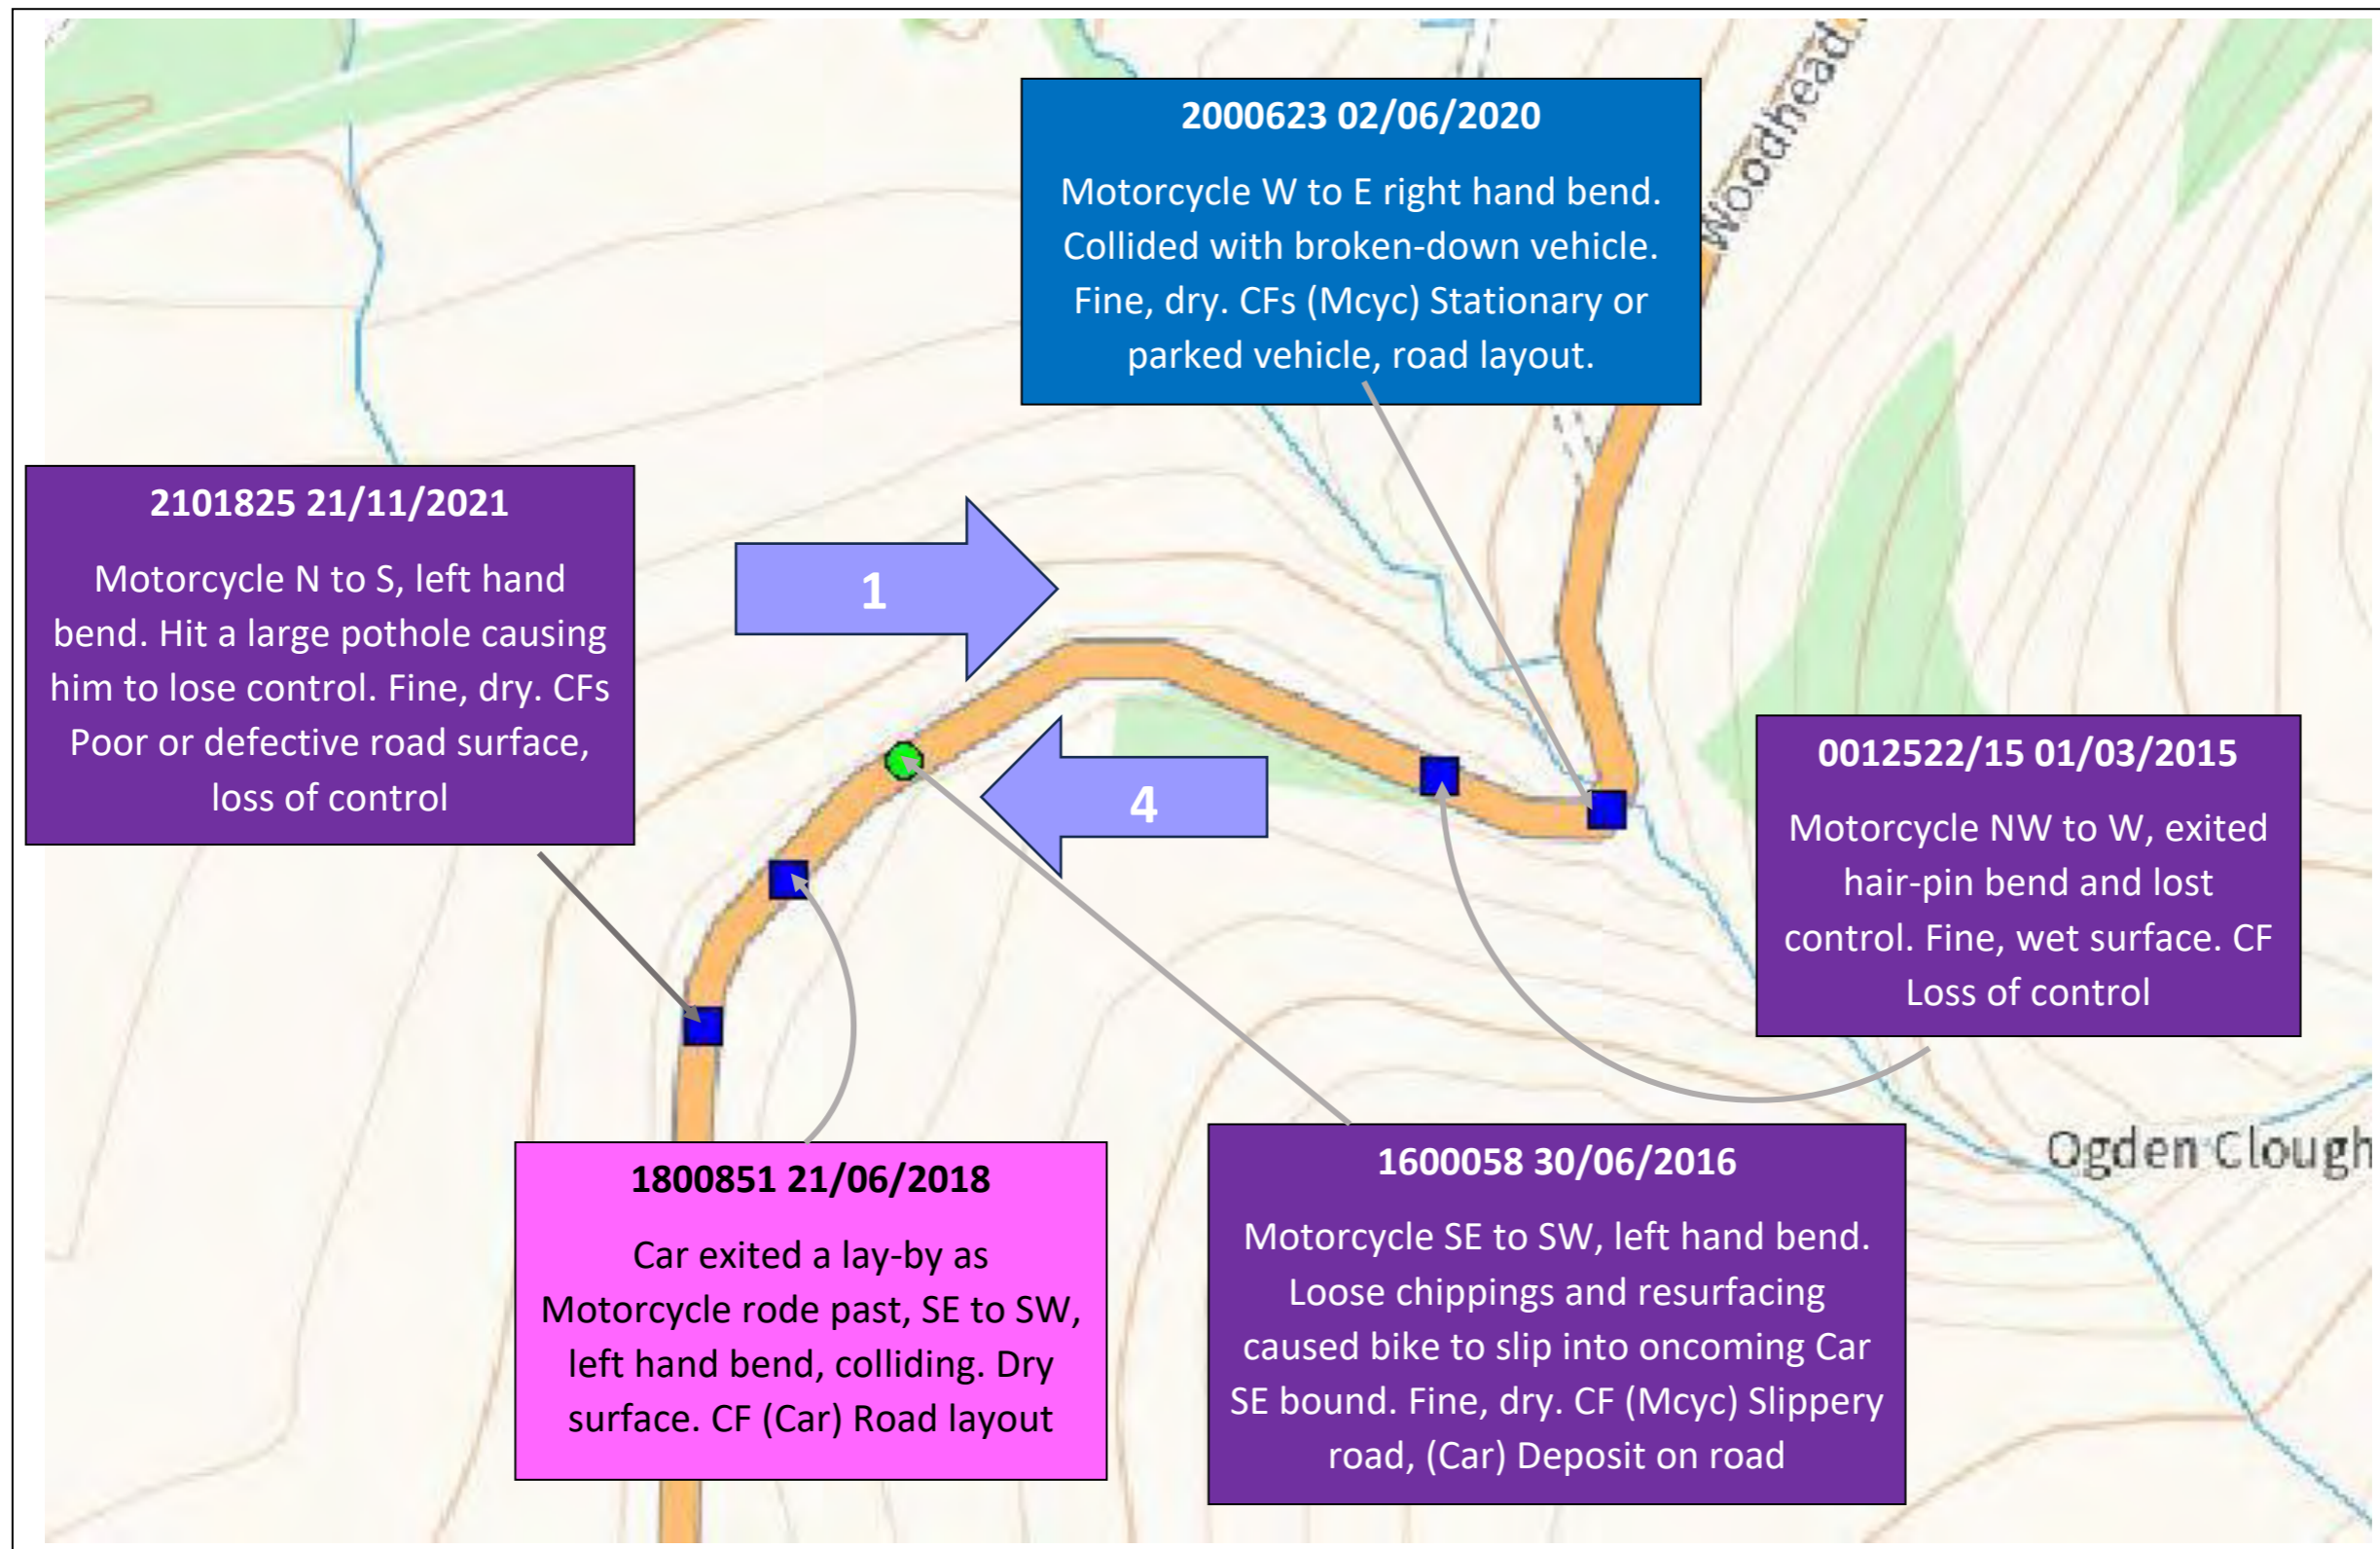 2000623 02/06/2020
Motorcycle W to E right hand bend.
Collided with broken-down vehicle.
Fine, dry. CFs (Mcyc) Stationary or
parked vehicle, road layout.
Woodhead
2101825 21/11/2021
Motorcycle N to S, left hand
bend. Hit a large pothole causing
him to lose control. Fine, dry. CFs
Poor or defective road surface,
loss of control
1
4
0012522/15 01/03/2015
Motorcycle NW to W, exited
hair-pin bend and lost
control. Fine, wet surface. CF
Loss of control
Ogden Clough
1800851 21/06/2018
Car exited a lay-by as
Motorcycle rode past, SE to SW,
left hand bend, colliding. Dry
surface. CF (Car) Road layout
1600058 30/06/2016
Motorcycle SE to SW, left hand bend.
Loose chippings and resurfacing
caused bike to slip into oncoming Car
SE bound. Fine, dry. CF (Mcyc) Slippery
road, (Car) Deposit on road